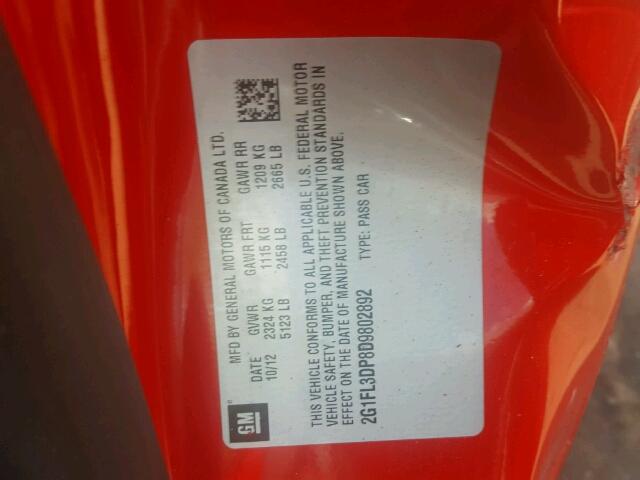 GM
MFD BY GENERAL MOTORS OF CANADA LTD.
DATE GVWR GAWR FRT GAWR RR
10/12 2324 KG 1115 KG 1209 KG
5123 LB 2458 LB 2665 LB
THIS VEHICLE CONFORMS TO ALL APPLICABLE U.S. FEDERAL MOTOR
VEHICLE SAFETY, BUMPER, AND THEFT PREVENTION STANDARDS IN
EFFECT ON THE DATE OF MANUFACTURE SHOWN ABOVE.
2G1FL3DP8D9802892 TYPE: PASS CAR